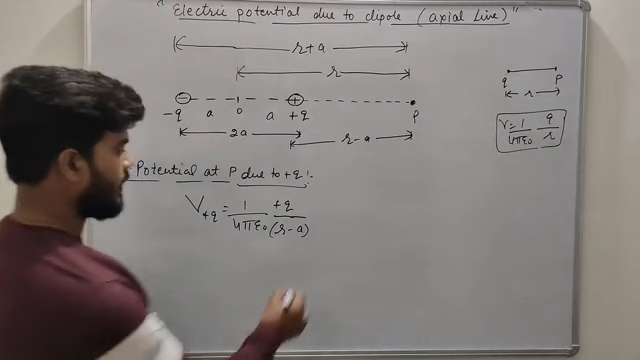 "Electric potential due to dipole (axial line)"
r+a
r
-q a 0 a +q P
2a r-a
Potential at P due to +q :-
V+q = 1/4πε0 +q/(r-a)
q P
r
V = 1/4πε0 q/r